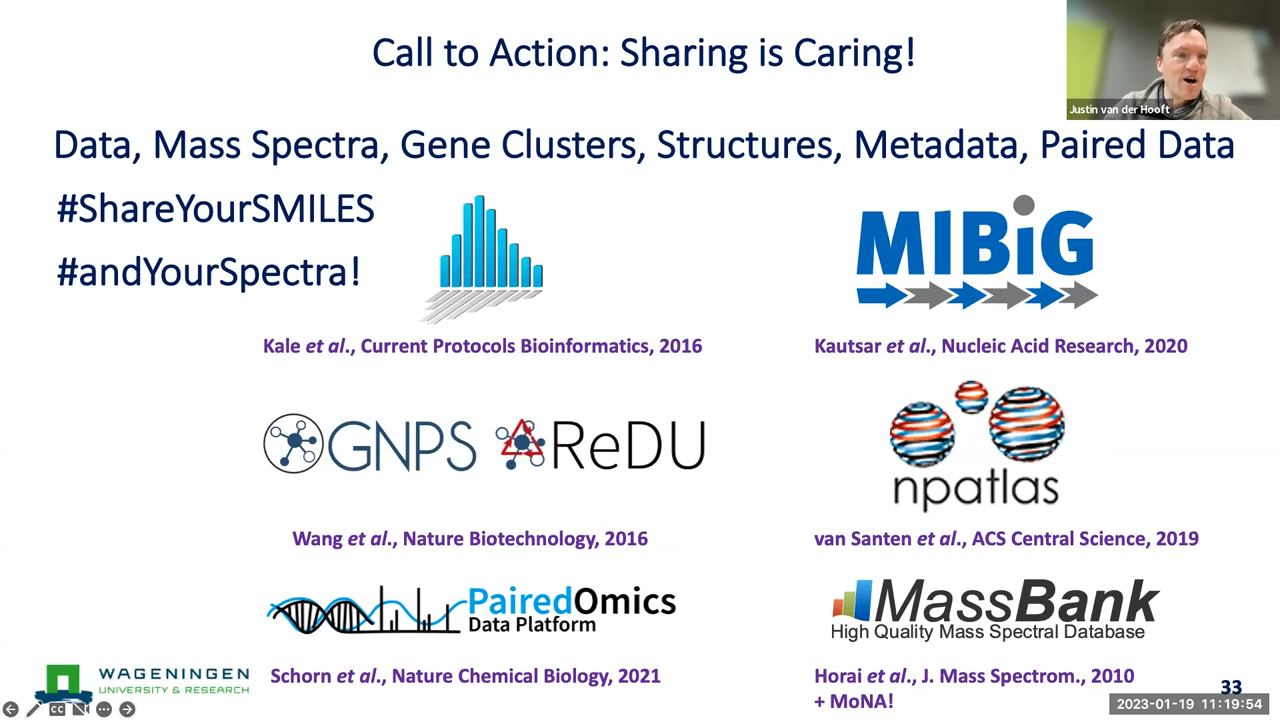 Call to Action: Sharing is Caring!
Justin van der Hooft
Data, Mass Spectra, Gene Clusters, Structures, Metadata, Paired Data
#ShareYourSMILES
#andYourSpectra!
MIBiG
Kale et al., Current Protocols Bioinformatics, 2016
Kautsar et al., Nucleic Acid Research, 2020
GNPS ReDU
npatlas
Wang et al., Nature Biotechnology, 2016
van Santen et al., ACS Central Science, 2019
PairedOmics
Data Platform
MassBank
High Quality Mass Spectral Database
Schorn et al., Nature Chemical Biology, 2021
Horai et al., J. Mass Spectrom., 2010
+ MoNA!
WAGENINGEN
UNIVERSITY & RESEARCH
33
CC
2023-01-19 11:19:54